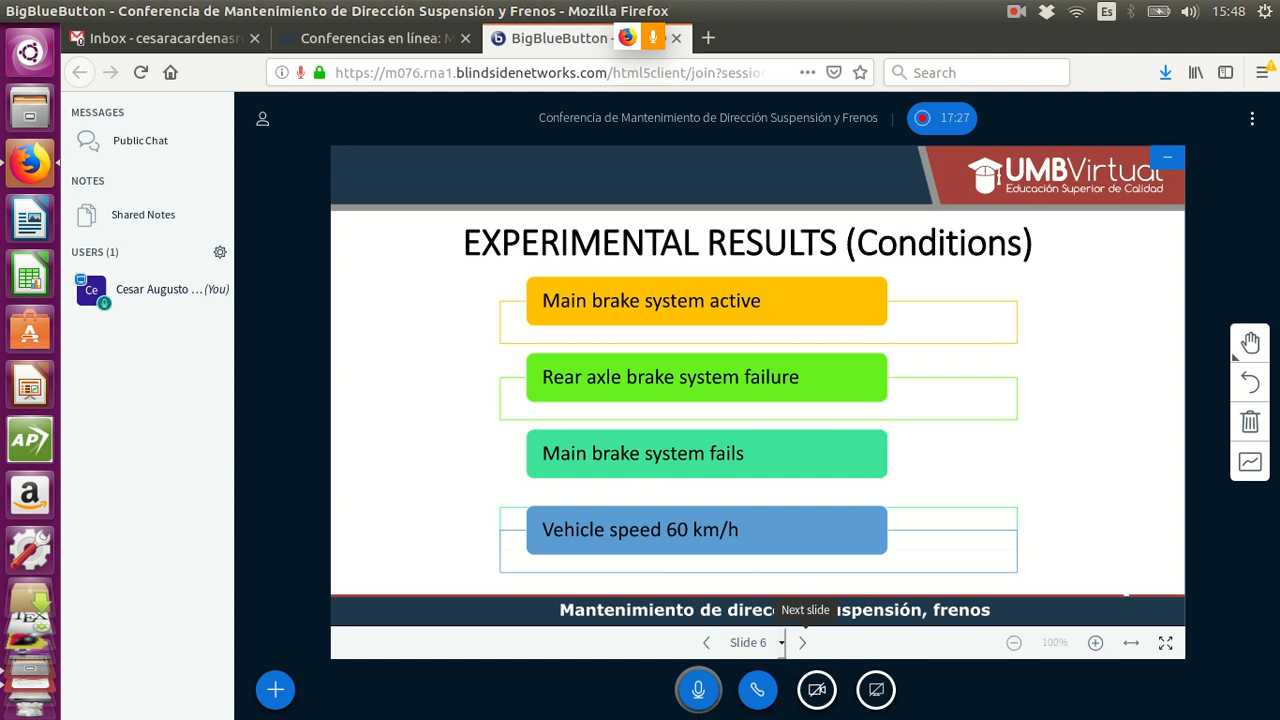 BigBlueButton - Conferencia de Mantenimiento de Dirección Suspensión y Frenos - Mozilla Firefox
Es
15:48
Inbox - cesaracardenasr
Conferencias en línea: M
BigBlueButton -
https://m076.rna1.blindsidenetworks.com/html5client/join?sessio
Search
MESSAGES
Public Chat
NOTES
Shared Notes
USERS (1)
Ce
Cesar Augusto ... (You)
Conferencia de Mantenimiento de Dirección Suspensión y Frenos
17:27
UMBVirtual
Educación Superior de Calidad
EXPERIMENTAL RESULTS (Conditions)
Main brake system active
Rear axle brake system failure
Main brake system fails
Vehicle speed 60 km/h
Mantenimiento de direc
uspensión, frenos
Next slide
Slide 6
100%